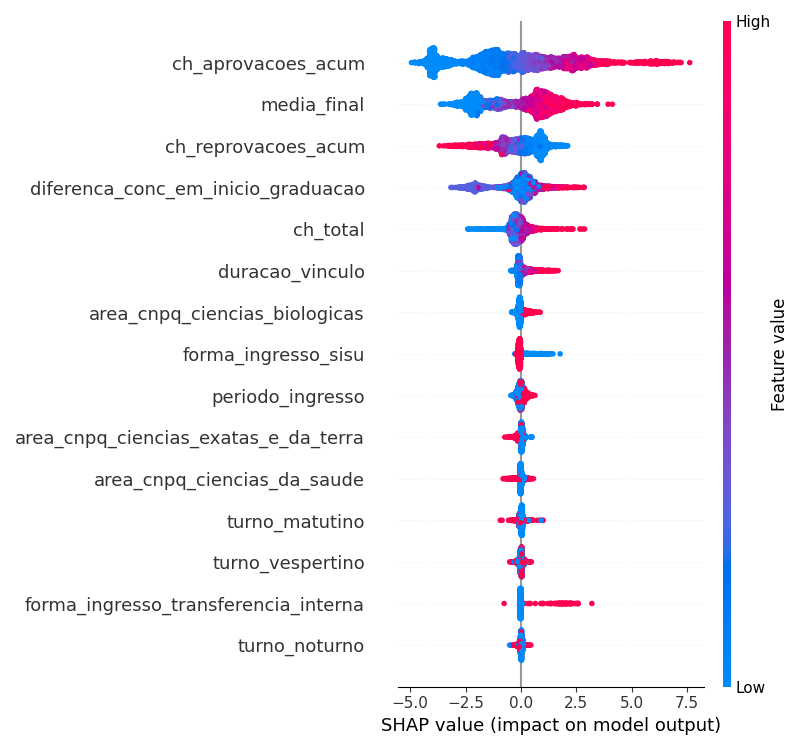 High
ch_aprovacoes_acum
media_final
ch_reprovacoes_acum
diferenca_conc_em_inicio_graduacao
ch_total
duracao_vinculo
area_cnpq_ciencias_biologicas
forma_ingresso_sisu
periodo_ingresso
area_cnpq_ciencias_exatas_e_da_terra
area_cnpq_ciencias_da_saude
turno_matutino
turno_vespertino
forma_ingresso_transferencia_interna
turno_noturno
Feature value
Low
−5.0 −2.5 0.0 2.5 5.0 7.5
SHAP value (impact on model output)